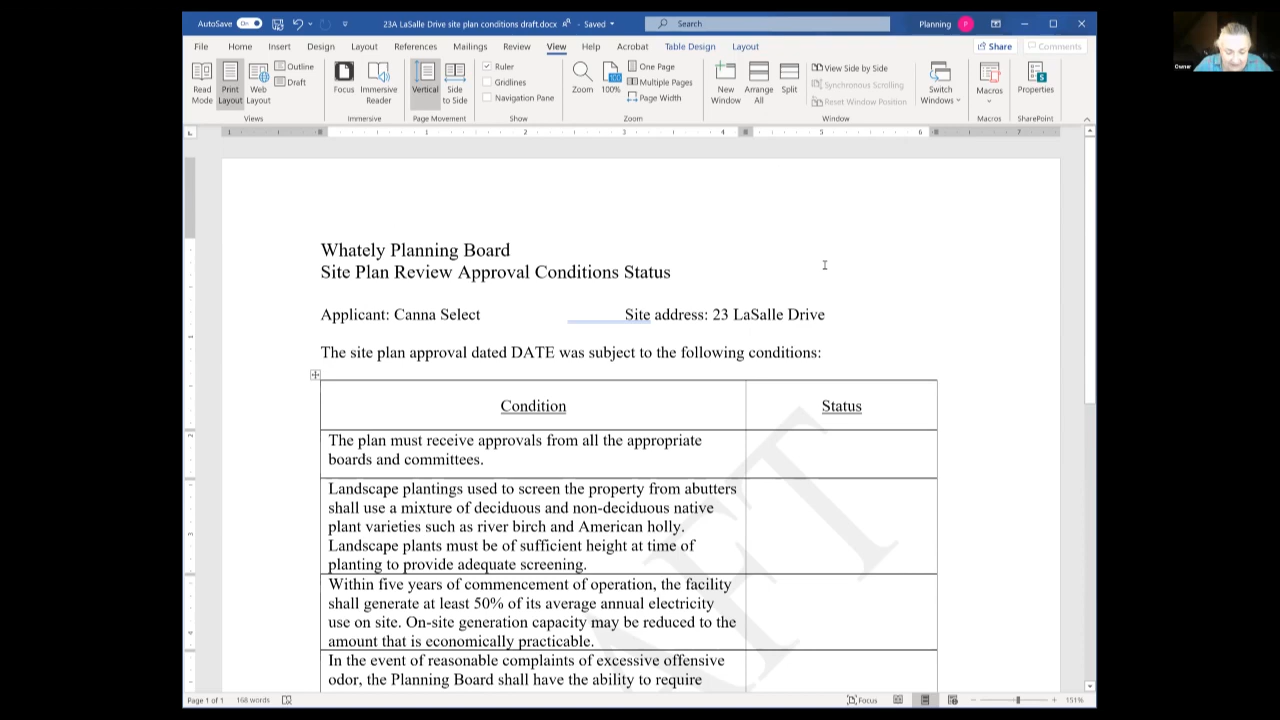 AutoSave On 23A LaSalle Drive site plan conditions draft.docx - Saved Search Planning P
File Home Insert Design Layout References Mailings Review View Help Acrobat Table Design Layout Share Comments
Owner
Read Mode Print Layout Web Layout Outline Draft Focus Immersive Reader Vertical Side to Side Ruler Gridlines Navigation Pane Zoom 100% One Page Multiple Pages Page Width New Window Arrange All Split View Side by Side Synchronous Scrolling Reset Window Position Switch Windows Macros Properties
Views Immersive Page Movement Show Zoom Window Macros SharePoint
1 1 2 3 4 5 6 7
Whately Planning Board
Site Plan Review Approval Conditions Status
Applicant: Canna Select Site address: 23 LaSalle Drive
The site plan approval dated DATE was subject to the following conditions:
Condition Status
The plan must receive approvals from all the appropriate
boards and committees.
Landscape plantings used to screen the property from abutters
shall use a mixture of deciduous and non-deciduous native
plant varieties such as river birch and American holly.
Landscape plants must be of sufficient height at time of
planting to provide adequate screening.
Within five years of commencement of operation, the facility
shall generate at least 50% of its average annual electricity
use on site. On-site generation capacity may be reduced to the
amount that is economically practicable.
In the event of reasonable complaints of excessive offensive
odor, the Planning Board shall have the ability to require
Page 1 of 1 168 words Focus 151%